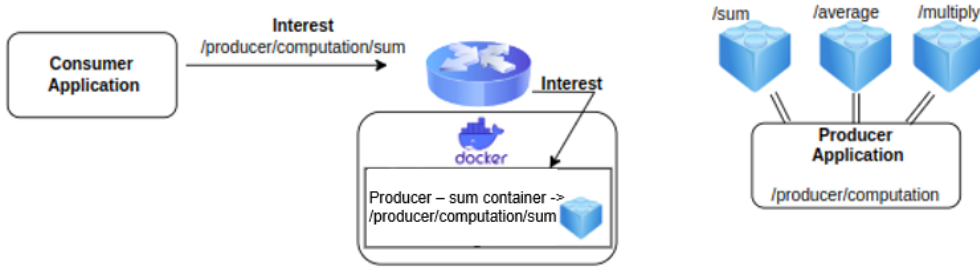 Consumer
Application
Interest
/producer/computation/sum
Interest
docker
Producer – sum container ->
/producer/computation/sum
/sum
/average
/multiply
Producer
Application
/producer/computation